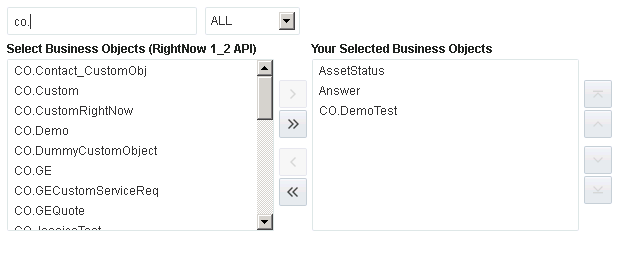 co.
ALL
Select Business Objects (RightNow 1_2 API)
CO.Contact_CustomObj
CO.Custom
CO.CustomRightNow
CO.Demo
CO.DummyCustomObject
CO.GE
CO.GECustomServiceReq
CO.GEQuote
Your Selected Business Objects
AssetStatus
Answer
CO.DemoTest